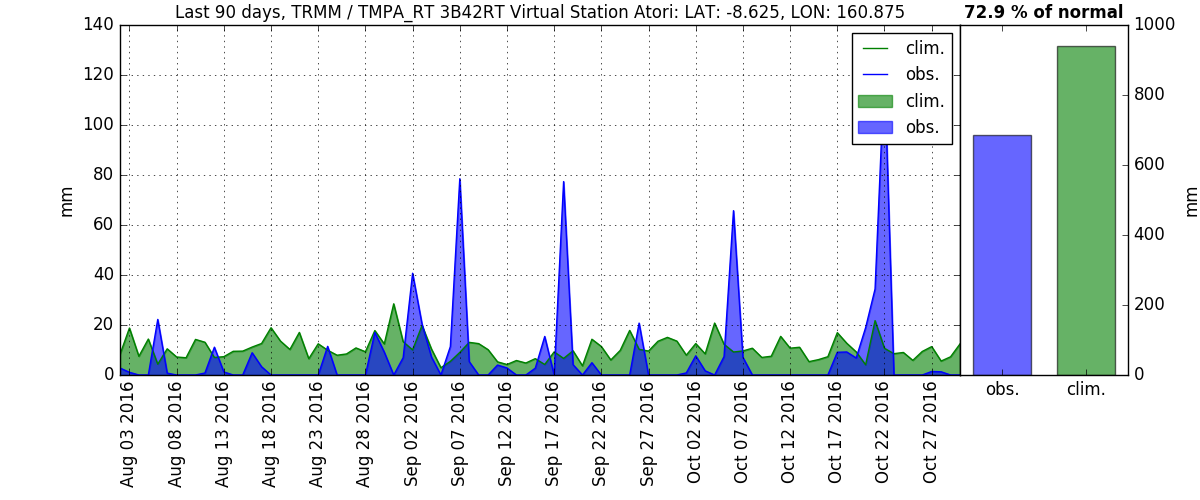 Last 90 days, TRMM / TMPA_RT 3B42RT Virtual Station Atori: LAT: -8.625, LON: 160.875
72.9 % of normal
140
120
100
80
60
40
20
0
mm
clim.
obs.
clim.
obs.
1000
800
600
400
200
0
mm
obs.
clim.
Aug 03 2016
Aug 08 2016
Aug 13 2016
Aug 18 2016
Aug 23 2016
Aug 28 2016
Sep 02 2016
Sep 07 2016
Sep 12 2016
Sep 17 2016
Sep 22 2016
Sep 27 2016
Oct 02 2016
Oct 07 2016
Oct 12 2016
Oct 17 2016
Oct 22 2016
Oct 27 2016